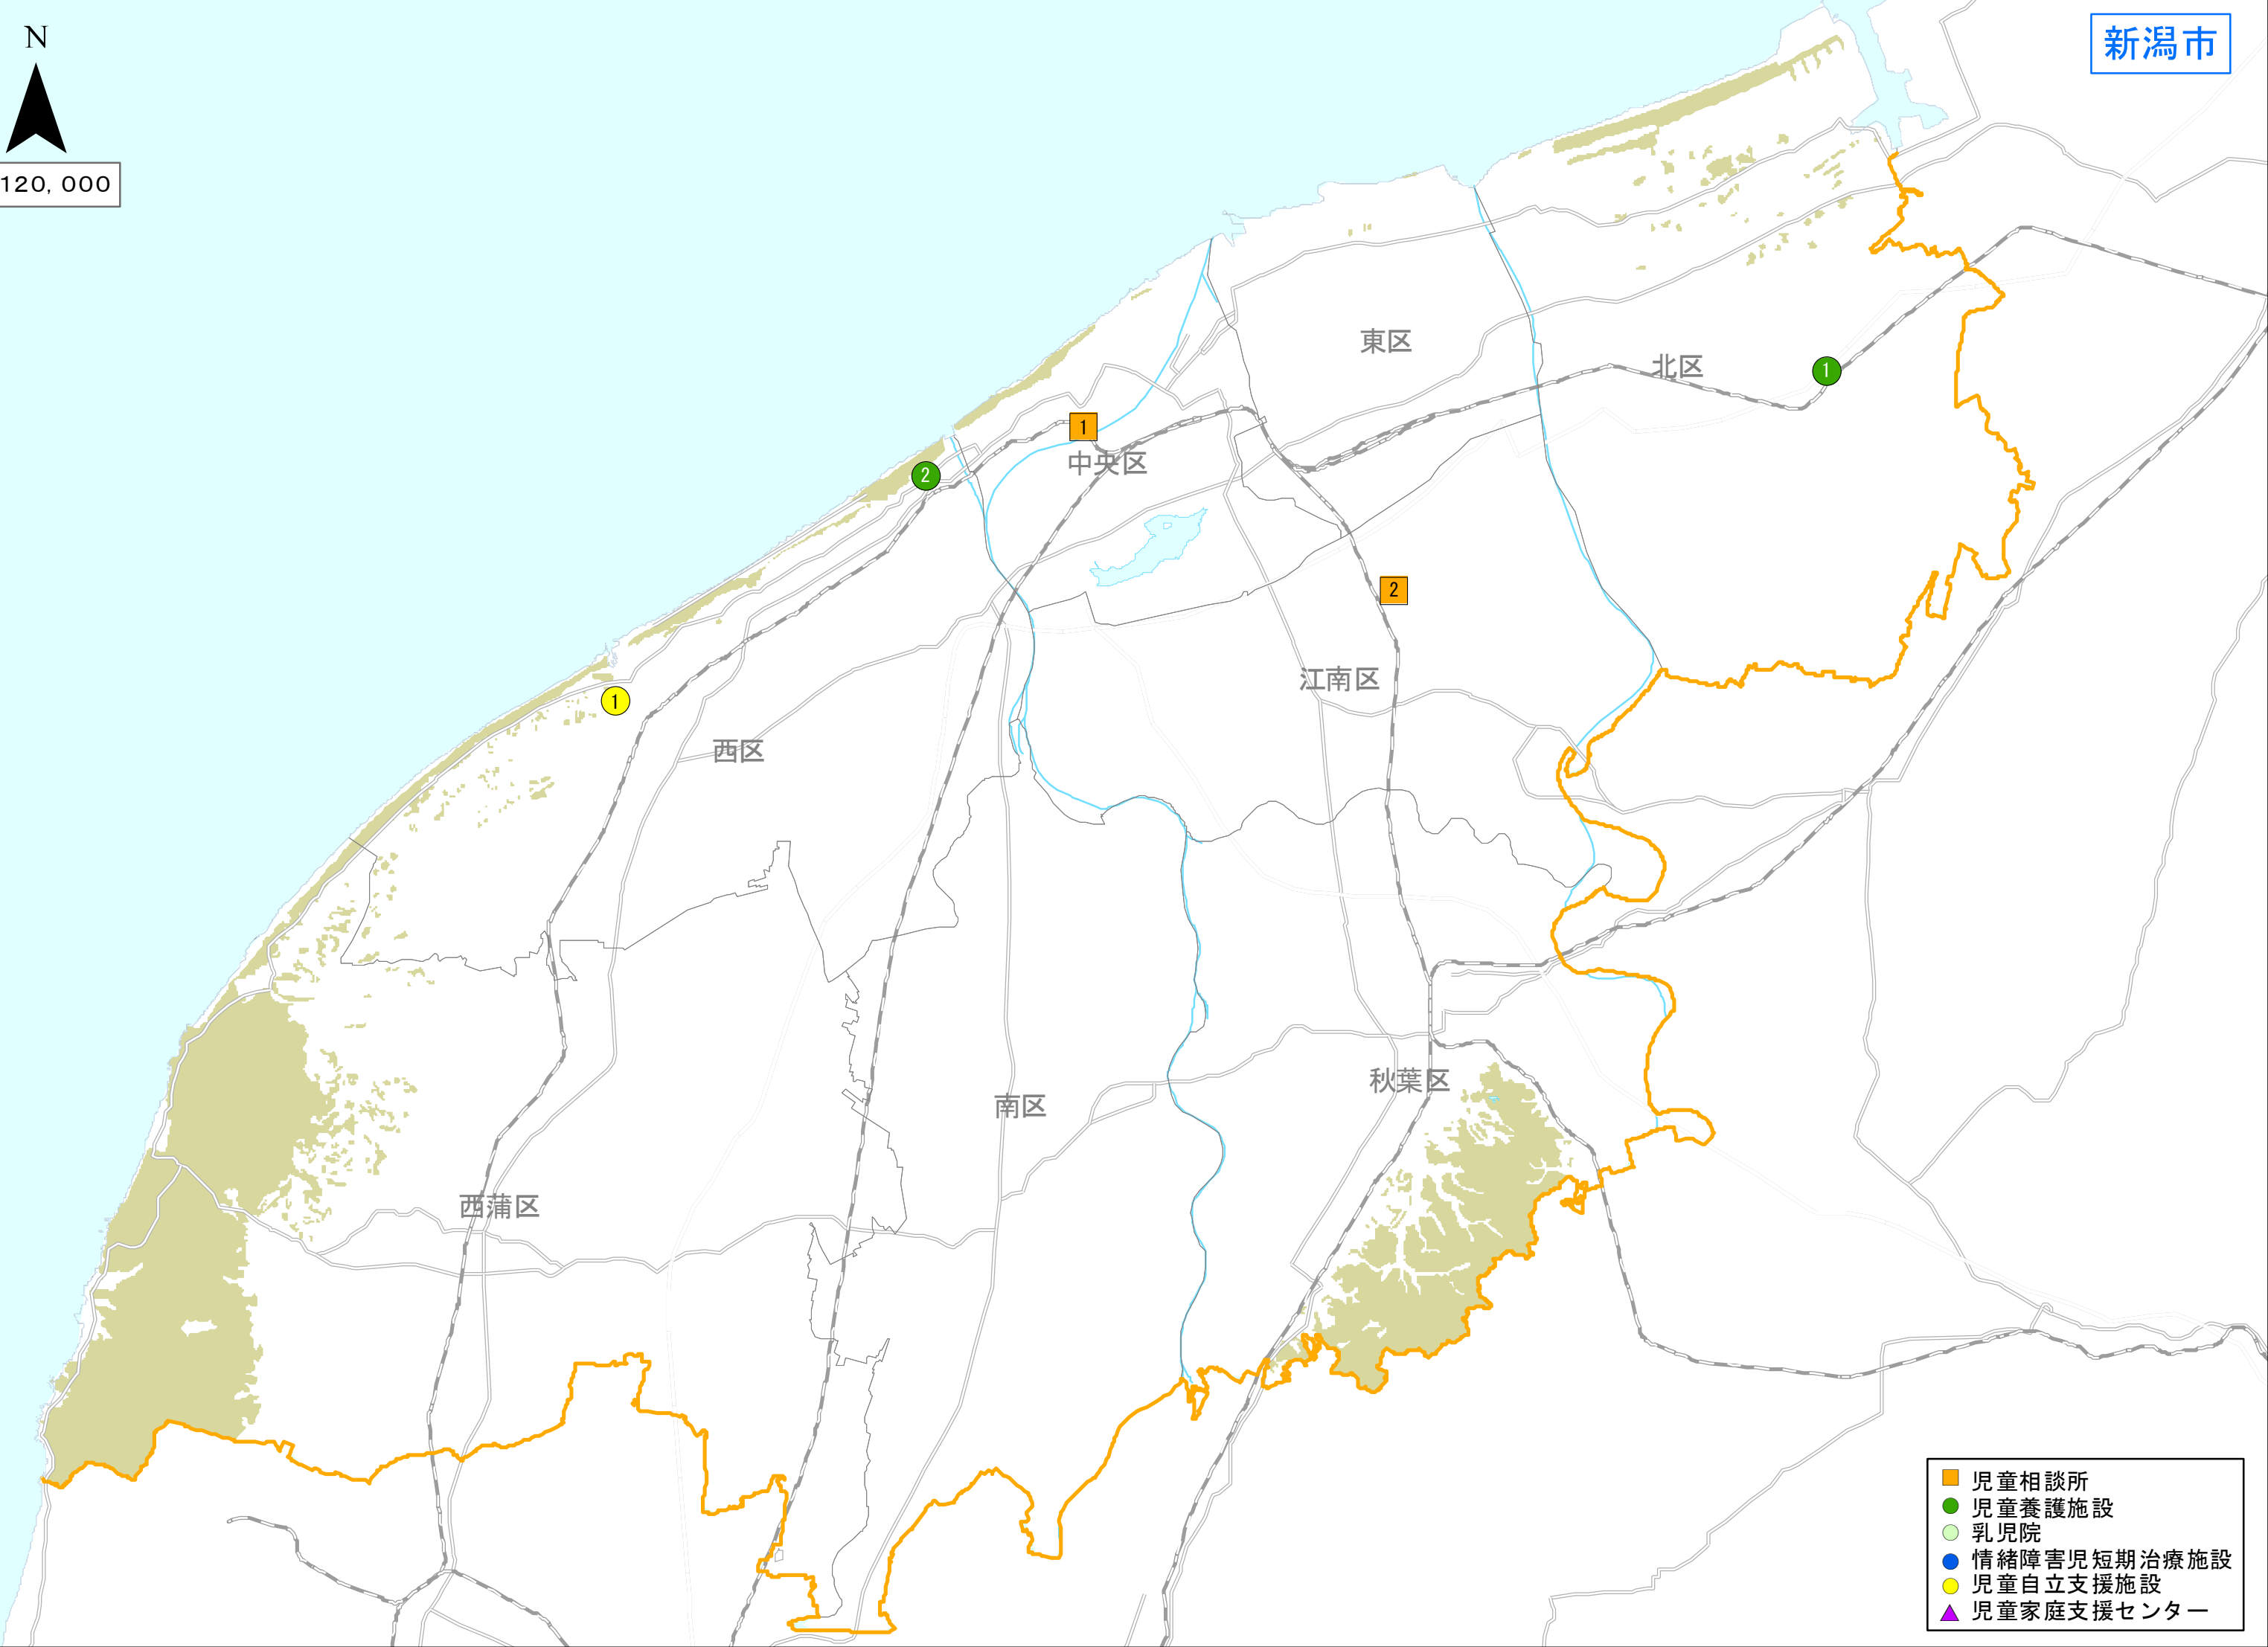 新潟市
N
120,000
東区
北区
1
1
中央区
2
2
江南区
1
西区
秋葉区
南区
西蒲区
児童相談所
児童養護施設
乳児院
情緒障害児短期治療施設
児童自立支援施設
児童家庭支援センター